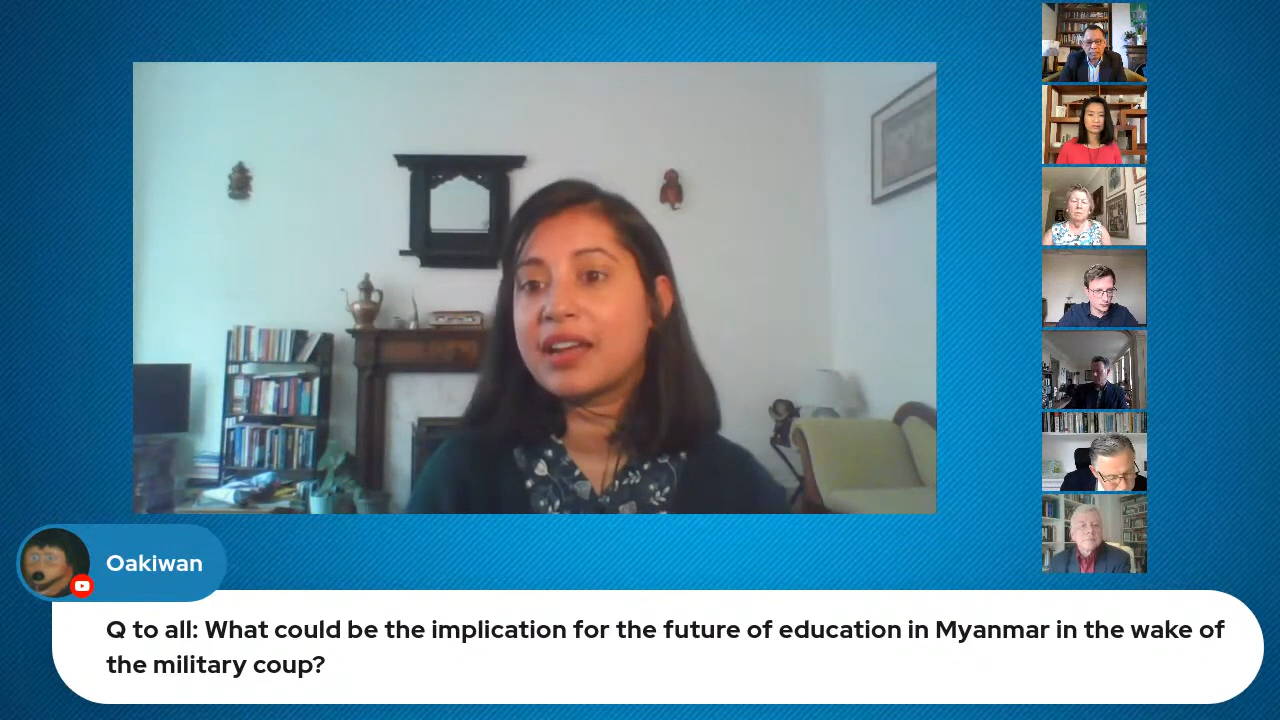 Oakiwan
Q to all: What could be the implication for the future of education in Myanmar in the wake of
the military coup?